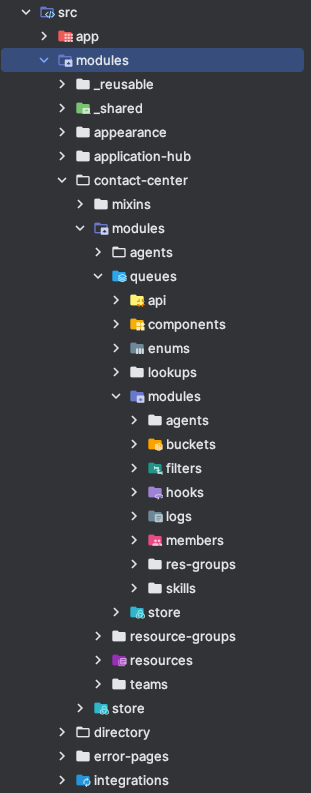 src
app
modules
_reusable
_shared
appearance
application-hub
contact-center
mixins
modules
agents
queues
api
components
enums
lookups
modules
agents
buckets
filters
hooks
logs
members
res-groups
skills
store
resource-groups
resources
teams
store
directory
error-pages
integrations